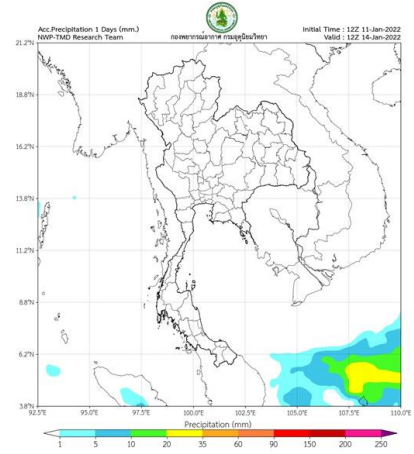 Acc.Precipitation 1 Days (mm.)
NWP-TMD Research Team
กองพยากรณ์อากาศ กรมอุตุนิยมวิทยา
Initial Time : 12Z 11-Jan-2022
Valid : 12Z 14-Jan-2022
21.2°N
18.8°N
16.2°N
13.8°N
11.2°N
8.8°N
6.2°N
3.8°N
92.5°E 95.0°E 97.5°E 100.0°E 102.5°E 105.0°E 107.5°E 110.0°E
Precipitation (mm)
1 5 10 20 35 60 90 150 200 250